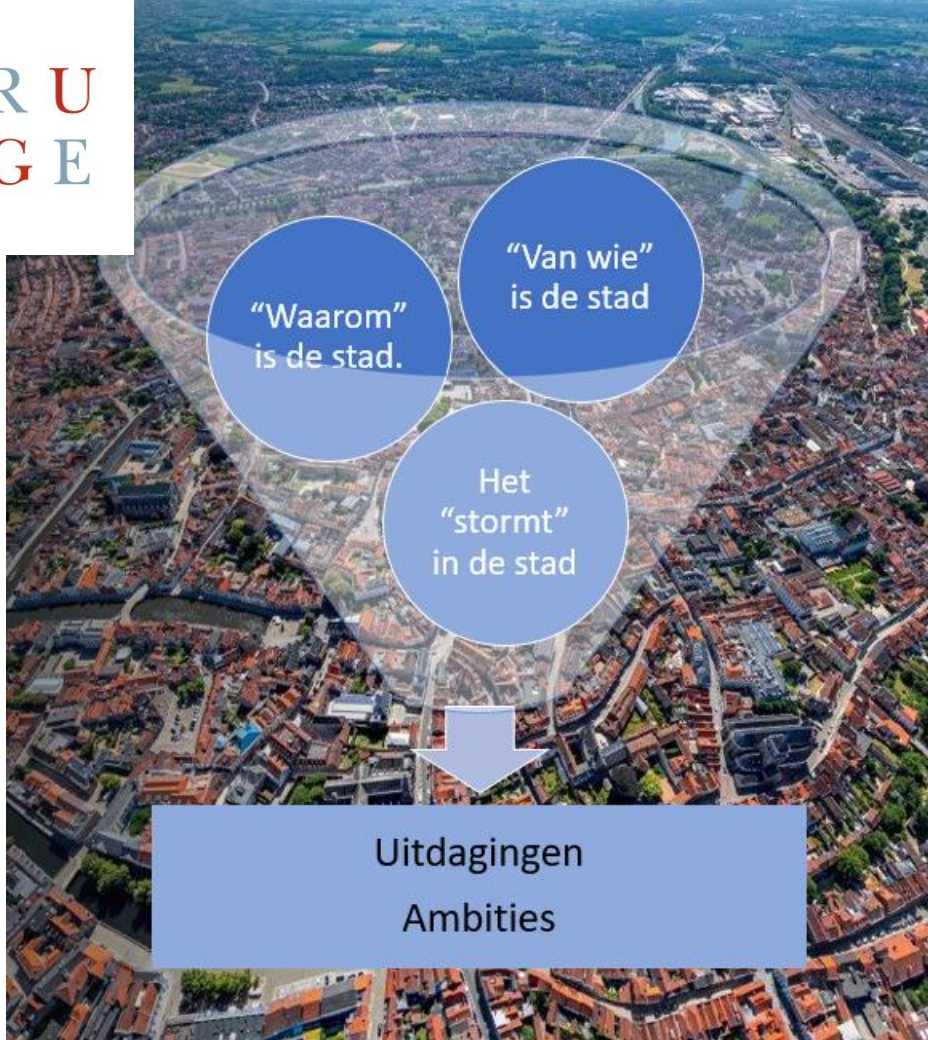 R U
G E
“Van wie”
is de stad
“Waarom”
is de stad.
Het
“stormt”
in de stad
Uitdagingen
Ambities